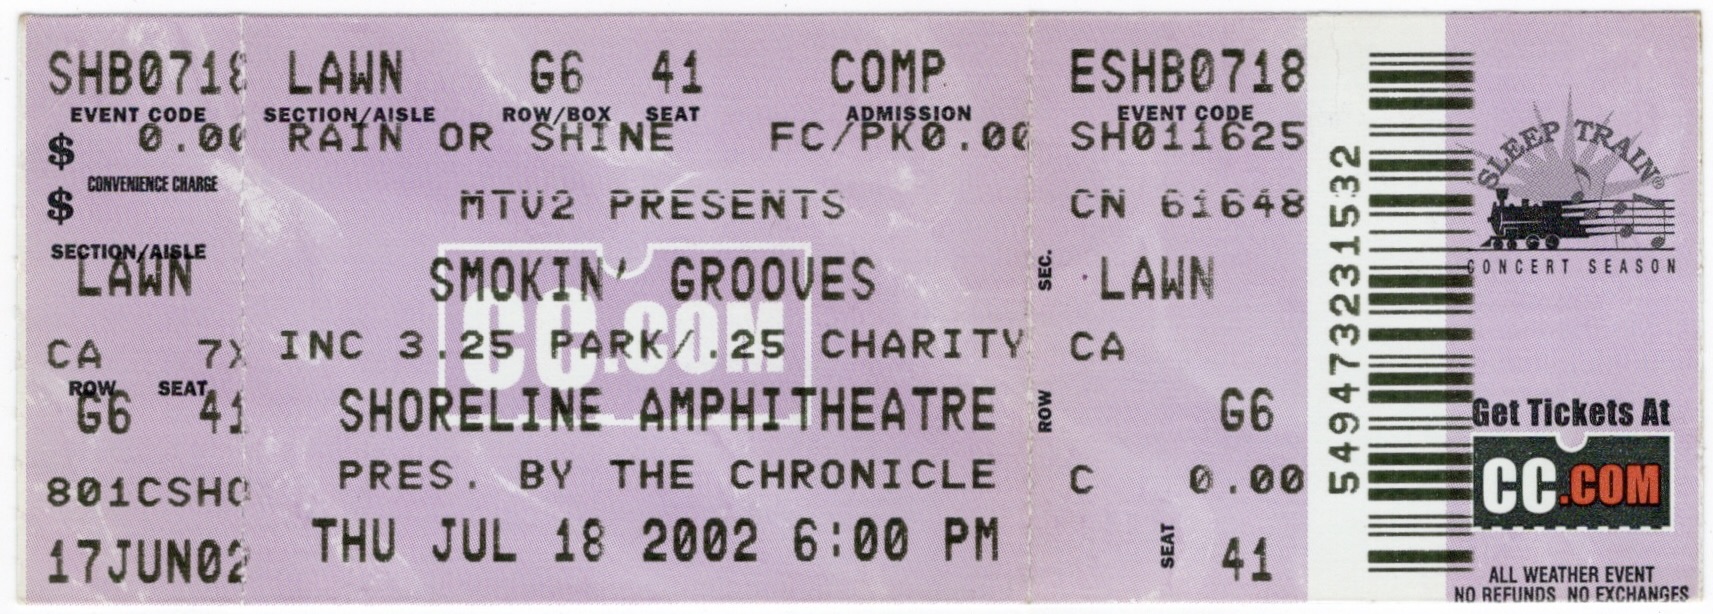 SHB0718 LAWN G6 41 COMP ESHB0718
EVENT CODE SECTION/AISLE ROW/BOX SEAT ADMISSION EVENT CODE
$ 0.00 RAIN OR SHINE FC/PK0.00 SH011625
CONVENIENCE CHARGE
$ MTV2 PRESENTS CN 61648
SECTION/AISLE
LAWN SMOKIN' GROOVES SEC. LAWN
CC.COM
CA 7X INC 3.25 PARK/.25 CHARITY CA
ROW SEAT
G6 41 SHORELINE AMPHITHEATRE ROW G6
801CSHO PRES. BY THE CHRONICLE C 0.00
17JUN02 THU JUL 18 2002 6:00 PM SEAT 41
549473231532
SLEEP TRAIN®
CONCERT SEASON
Get Tickets At
CC.COM
ALL WEATHER EVENT
NO REFUNDS NO EXCHANGES